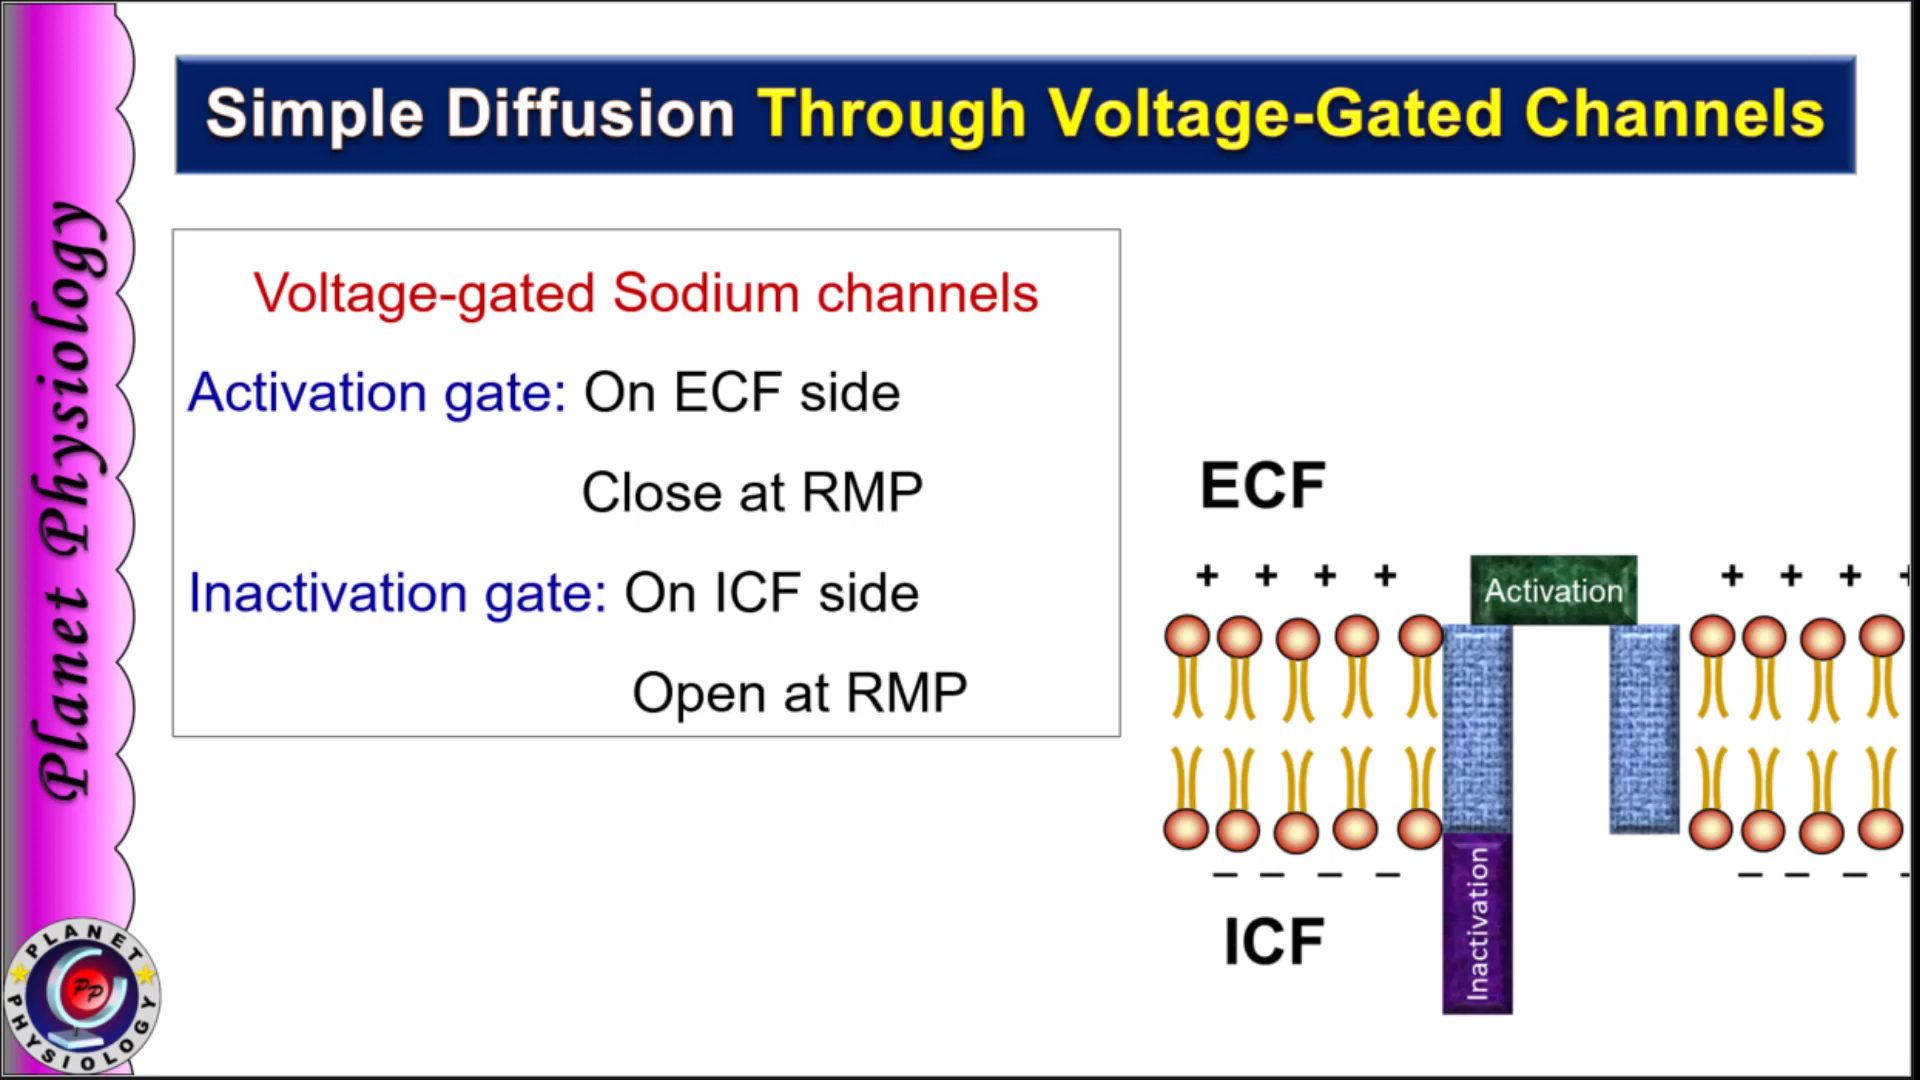 Simple Diffusion Through Voltage-Gated Channels
Voltage-gated Sodium channels
Activation gate: On ECF side
Close at RMP
Inactivation gate: On ICF side
Open at RMP
ECF
+ + + +
Activation
+ + + +
– – – –
– – – –
Inactivation
ICF
Planet Physiology
PLANET
PP
PHYSIOLOGY